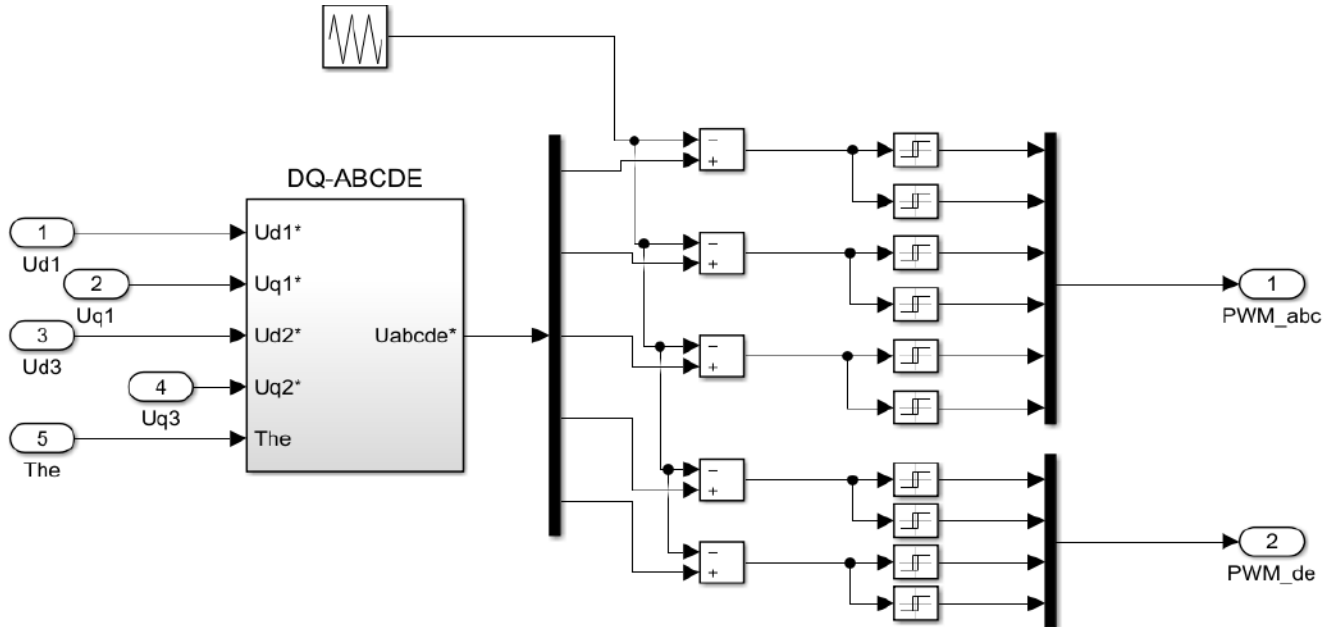 DQ-ABCDE
1
Ud1
2
Uq1
3
Ud3
4
Uq3
5
The
Ud1*
Uq1*
Ud2*
Uq2*
The
Uabcde*
−
+
−
+
−
+
−
+
−
+
1
PWM_abc
2
PWM_de